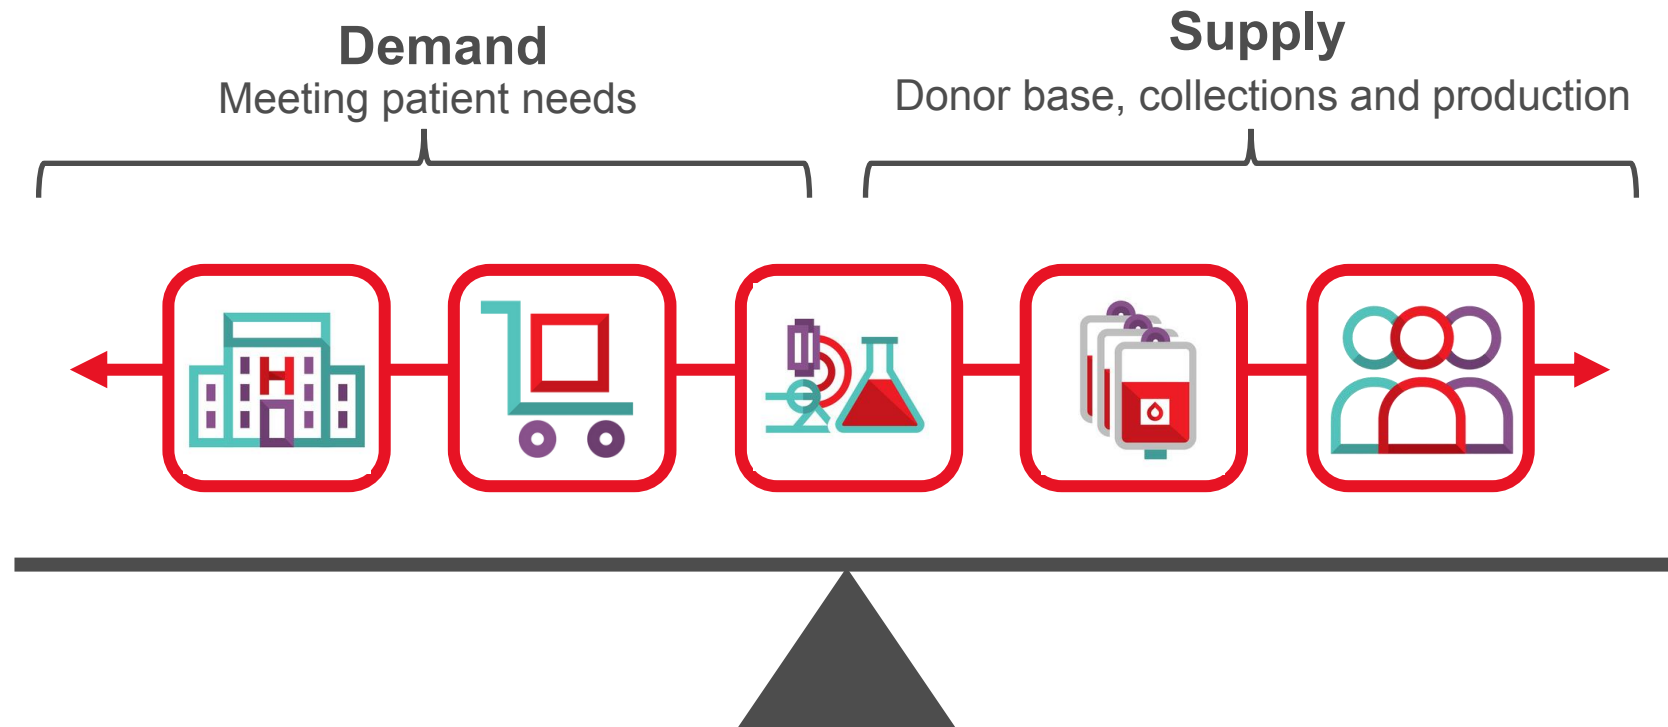 Demand
Meeting patient needs
Supply
Donor base, collections and production
H